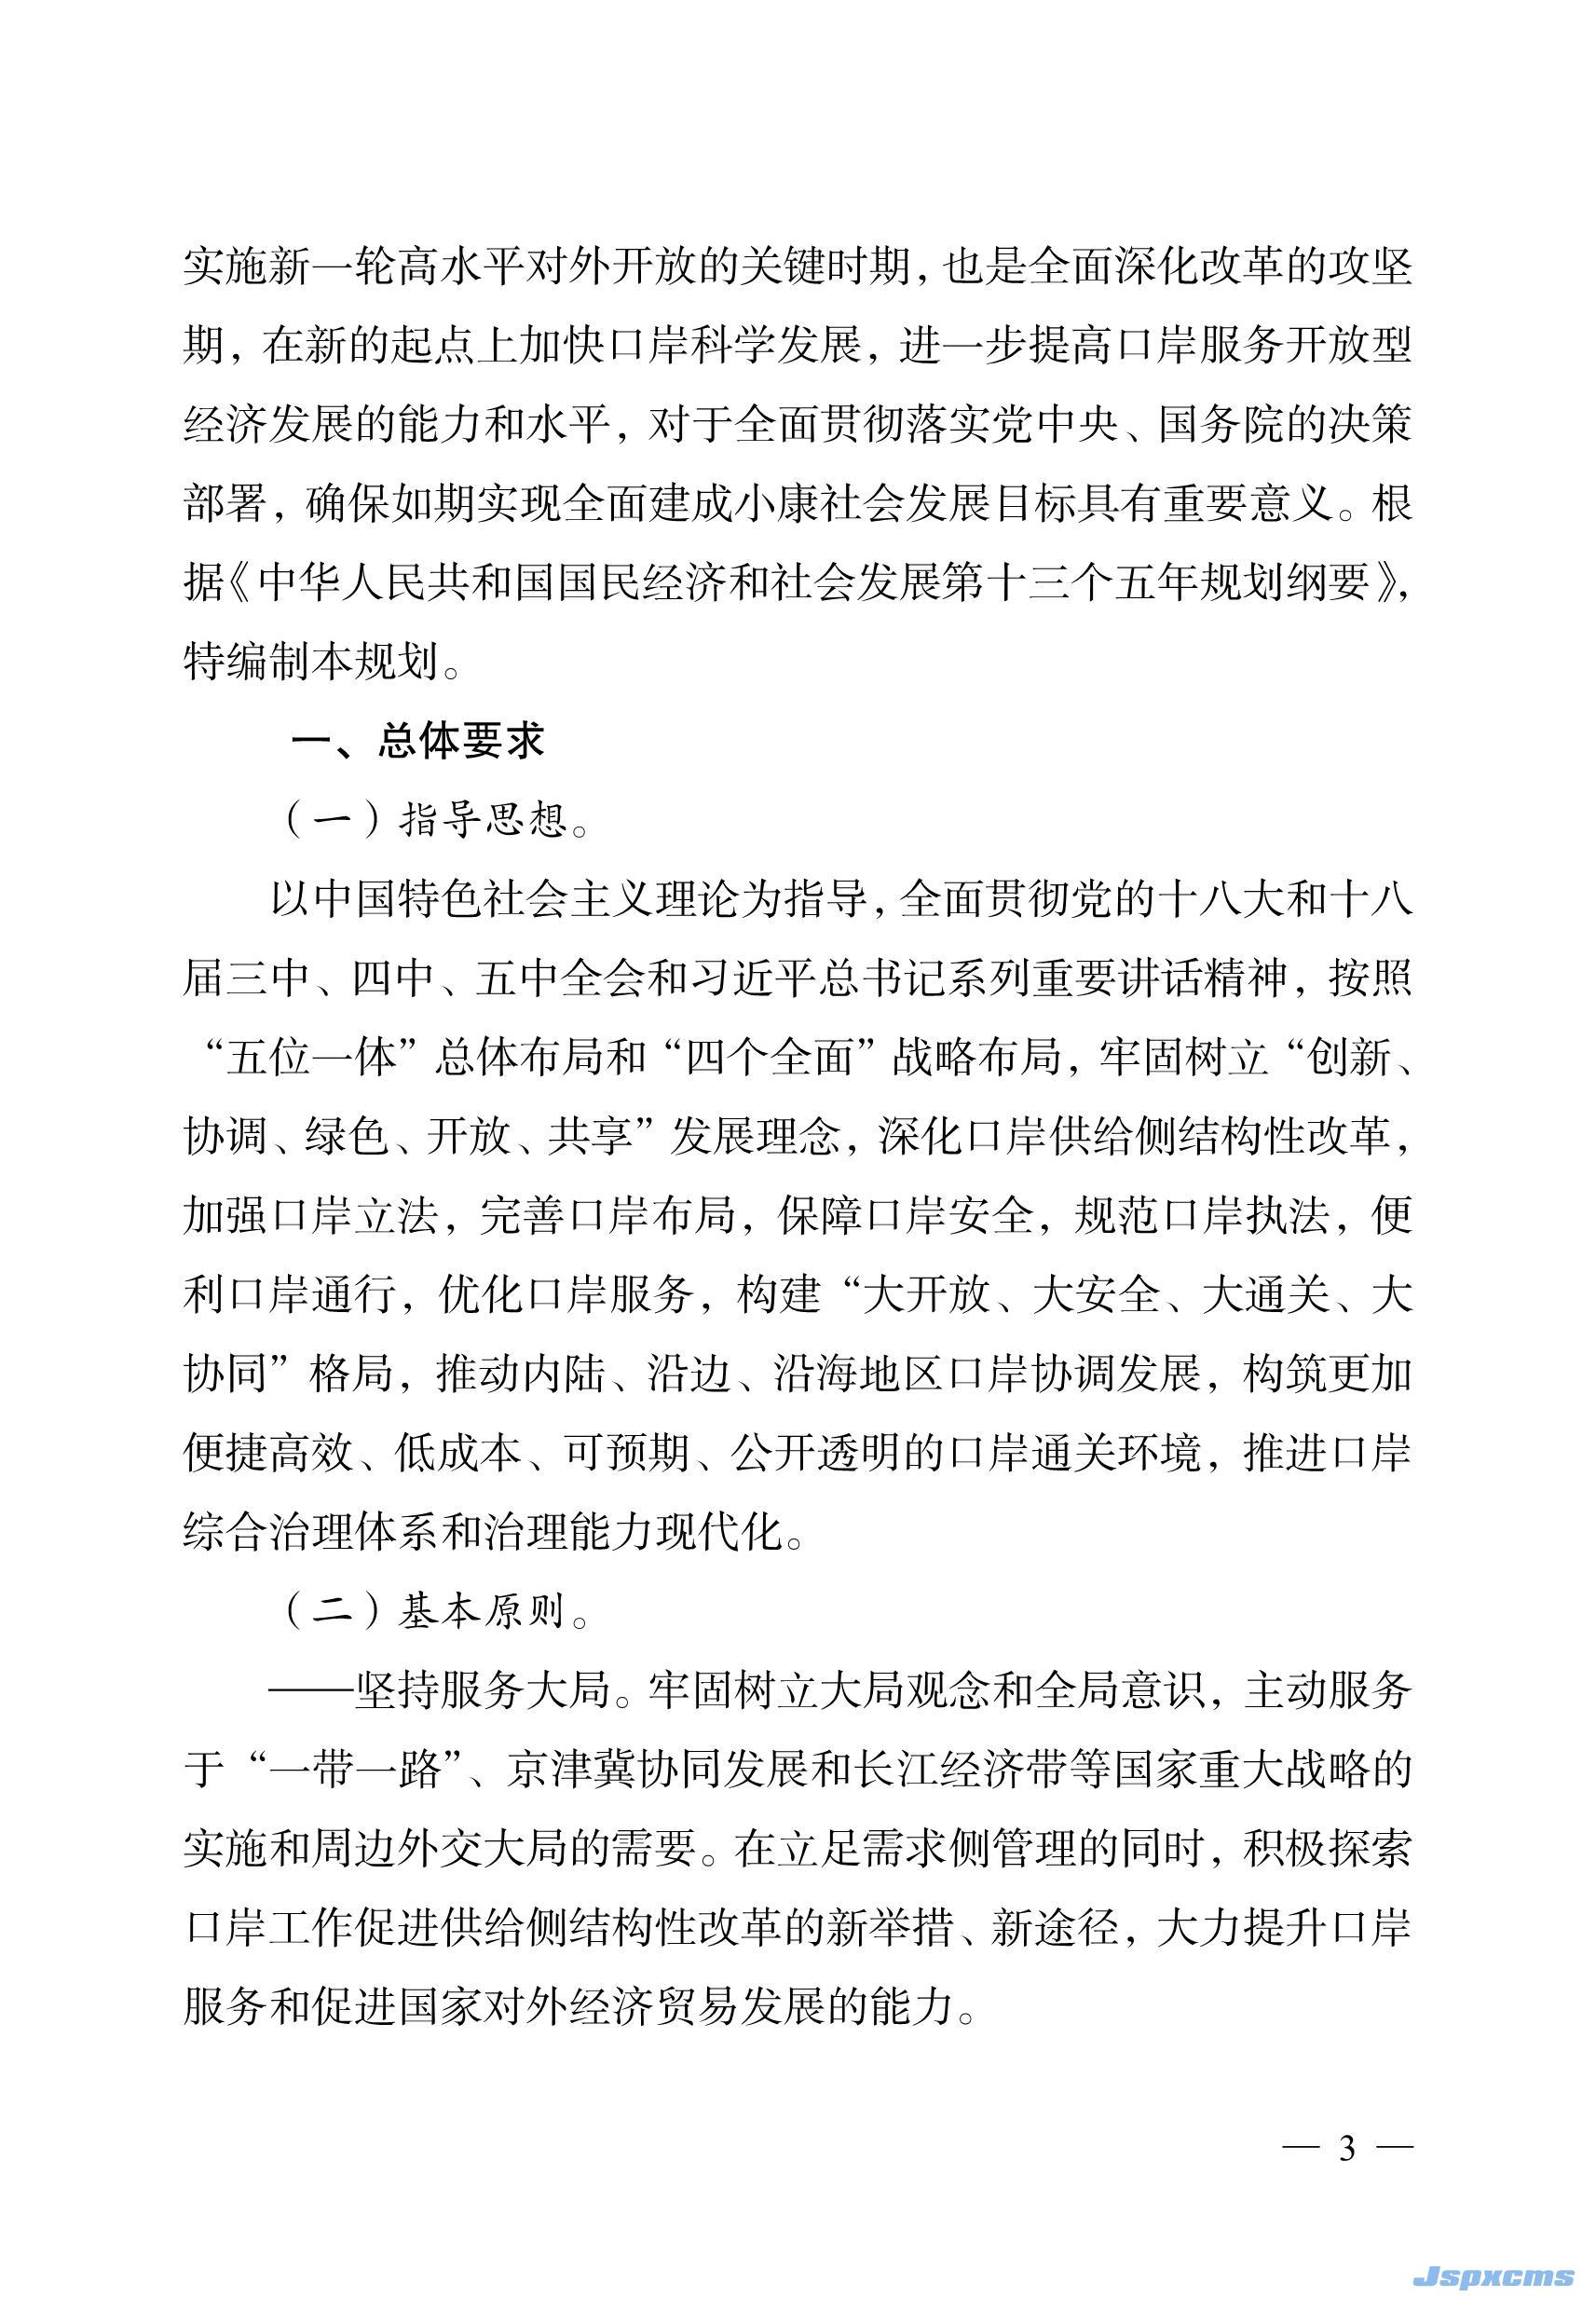 实施新一轮高水平对外开放的关键时期，也是全面深化改革的攻坚
期，在新的起点上加快口岸科学发展，进一步提高口岸服务开放型
经济发展的能力和水平，对于全面贯彻落实党中央、国务院的决策
部署，确保如期实现全面建成小康社会发展目标具有重要意义。根
据《中华人民共和国国民经济和社会发展第十三个五年规划纲要》，
特编制本规划。
一、总体要求
（一）指导思想。
以中国特色社会主义理论为指导，全面贯彻党的十八大和十八
届三中、四中、五中全会和习近平总书记系列重要讲话精神，按照
“五位一体”总体布局和“四个全面”战略布局，牢固树立“创新、
协调、绿色、开放、共享”发展理念，深化口岸供给侧结构性改革，
加强口岸立法，完善口岸布局，保障口岸安全，规范口岸执法，便
利口岸通行，优化口岸服务，构建“大开放、大安全、大通关、大
协同”格局，推动内陆、沿边、沿海地区口岸协调发展，构筑更加
便捷高效、低成本、可预期、公开透明的口岸通关环境，推进口岸
综合治理体系和治理能力现代化。
（二）基本原则。
——坚持服务大局。牢固树立大局观念和全局意识，主动服务
于“一带一路”、京津冀协同发展和长江经济带等国家重大战略的
实施和周边外交大局的需要。在立足需求侧管理的同时，积极探索
口岸工作促进供给侧结构性改革的新举措、新途径，大力提升口岸
服务和促进国家对外经济贸易发展的能力。
— 3 —
Jspxcms